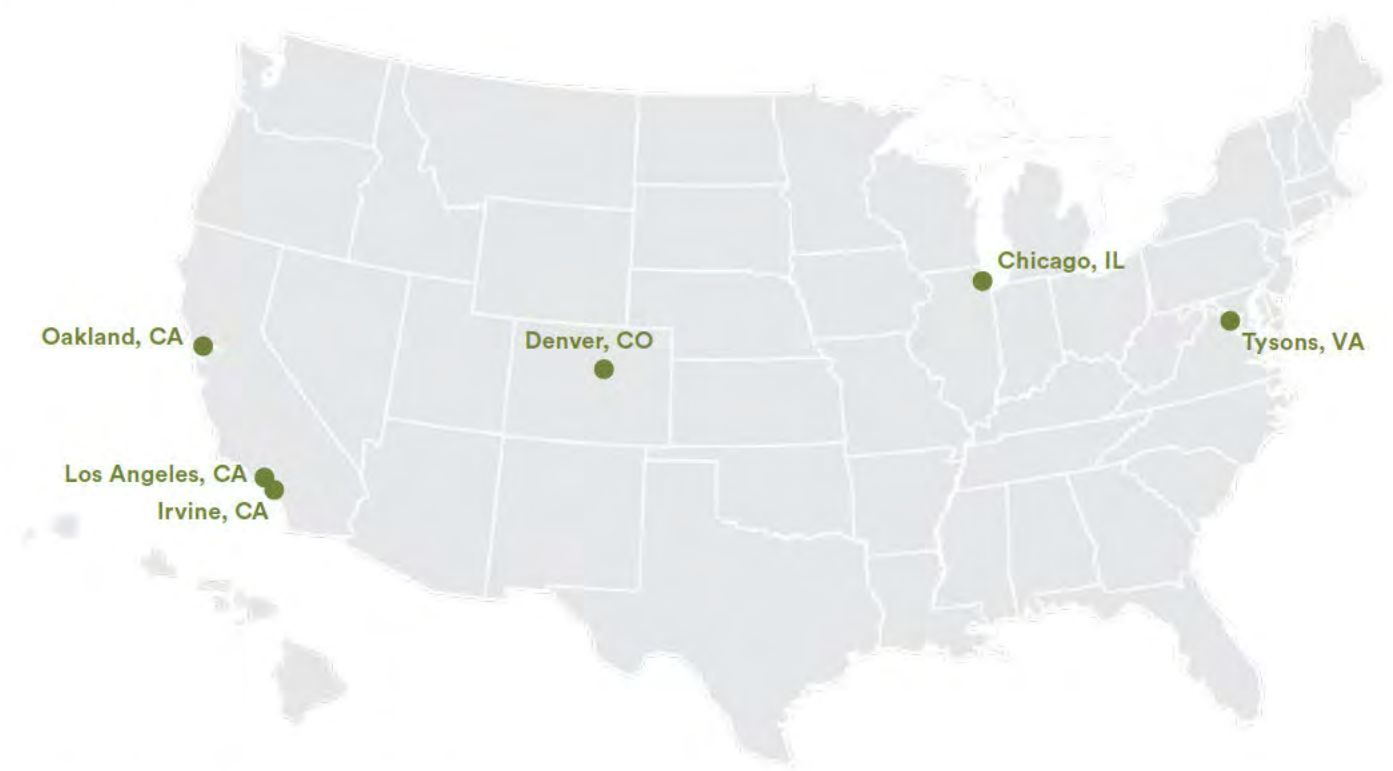 Chicago, IL
Oakland, CA
Denver, CO
Tysons, VA
Los Angeles, CA
Irvine, CA